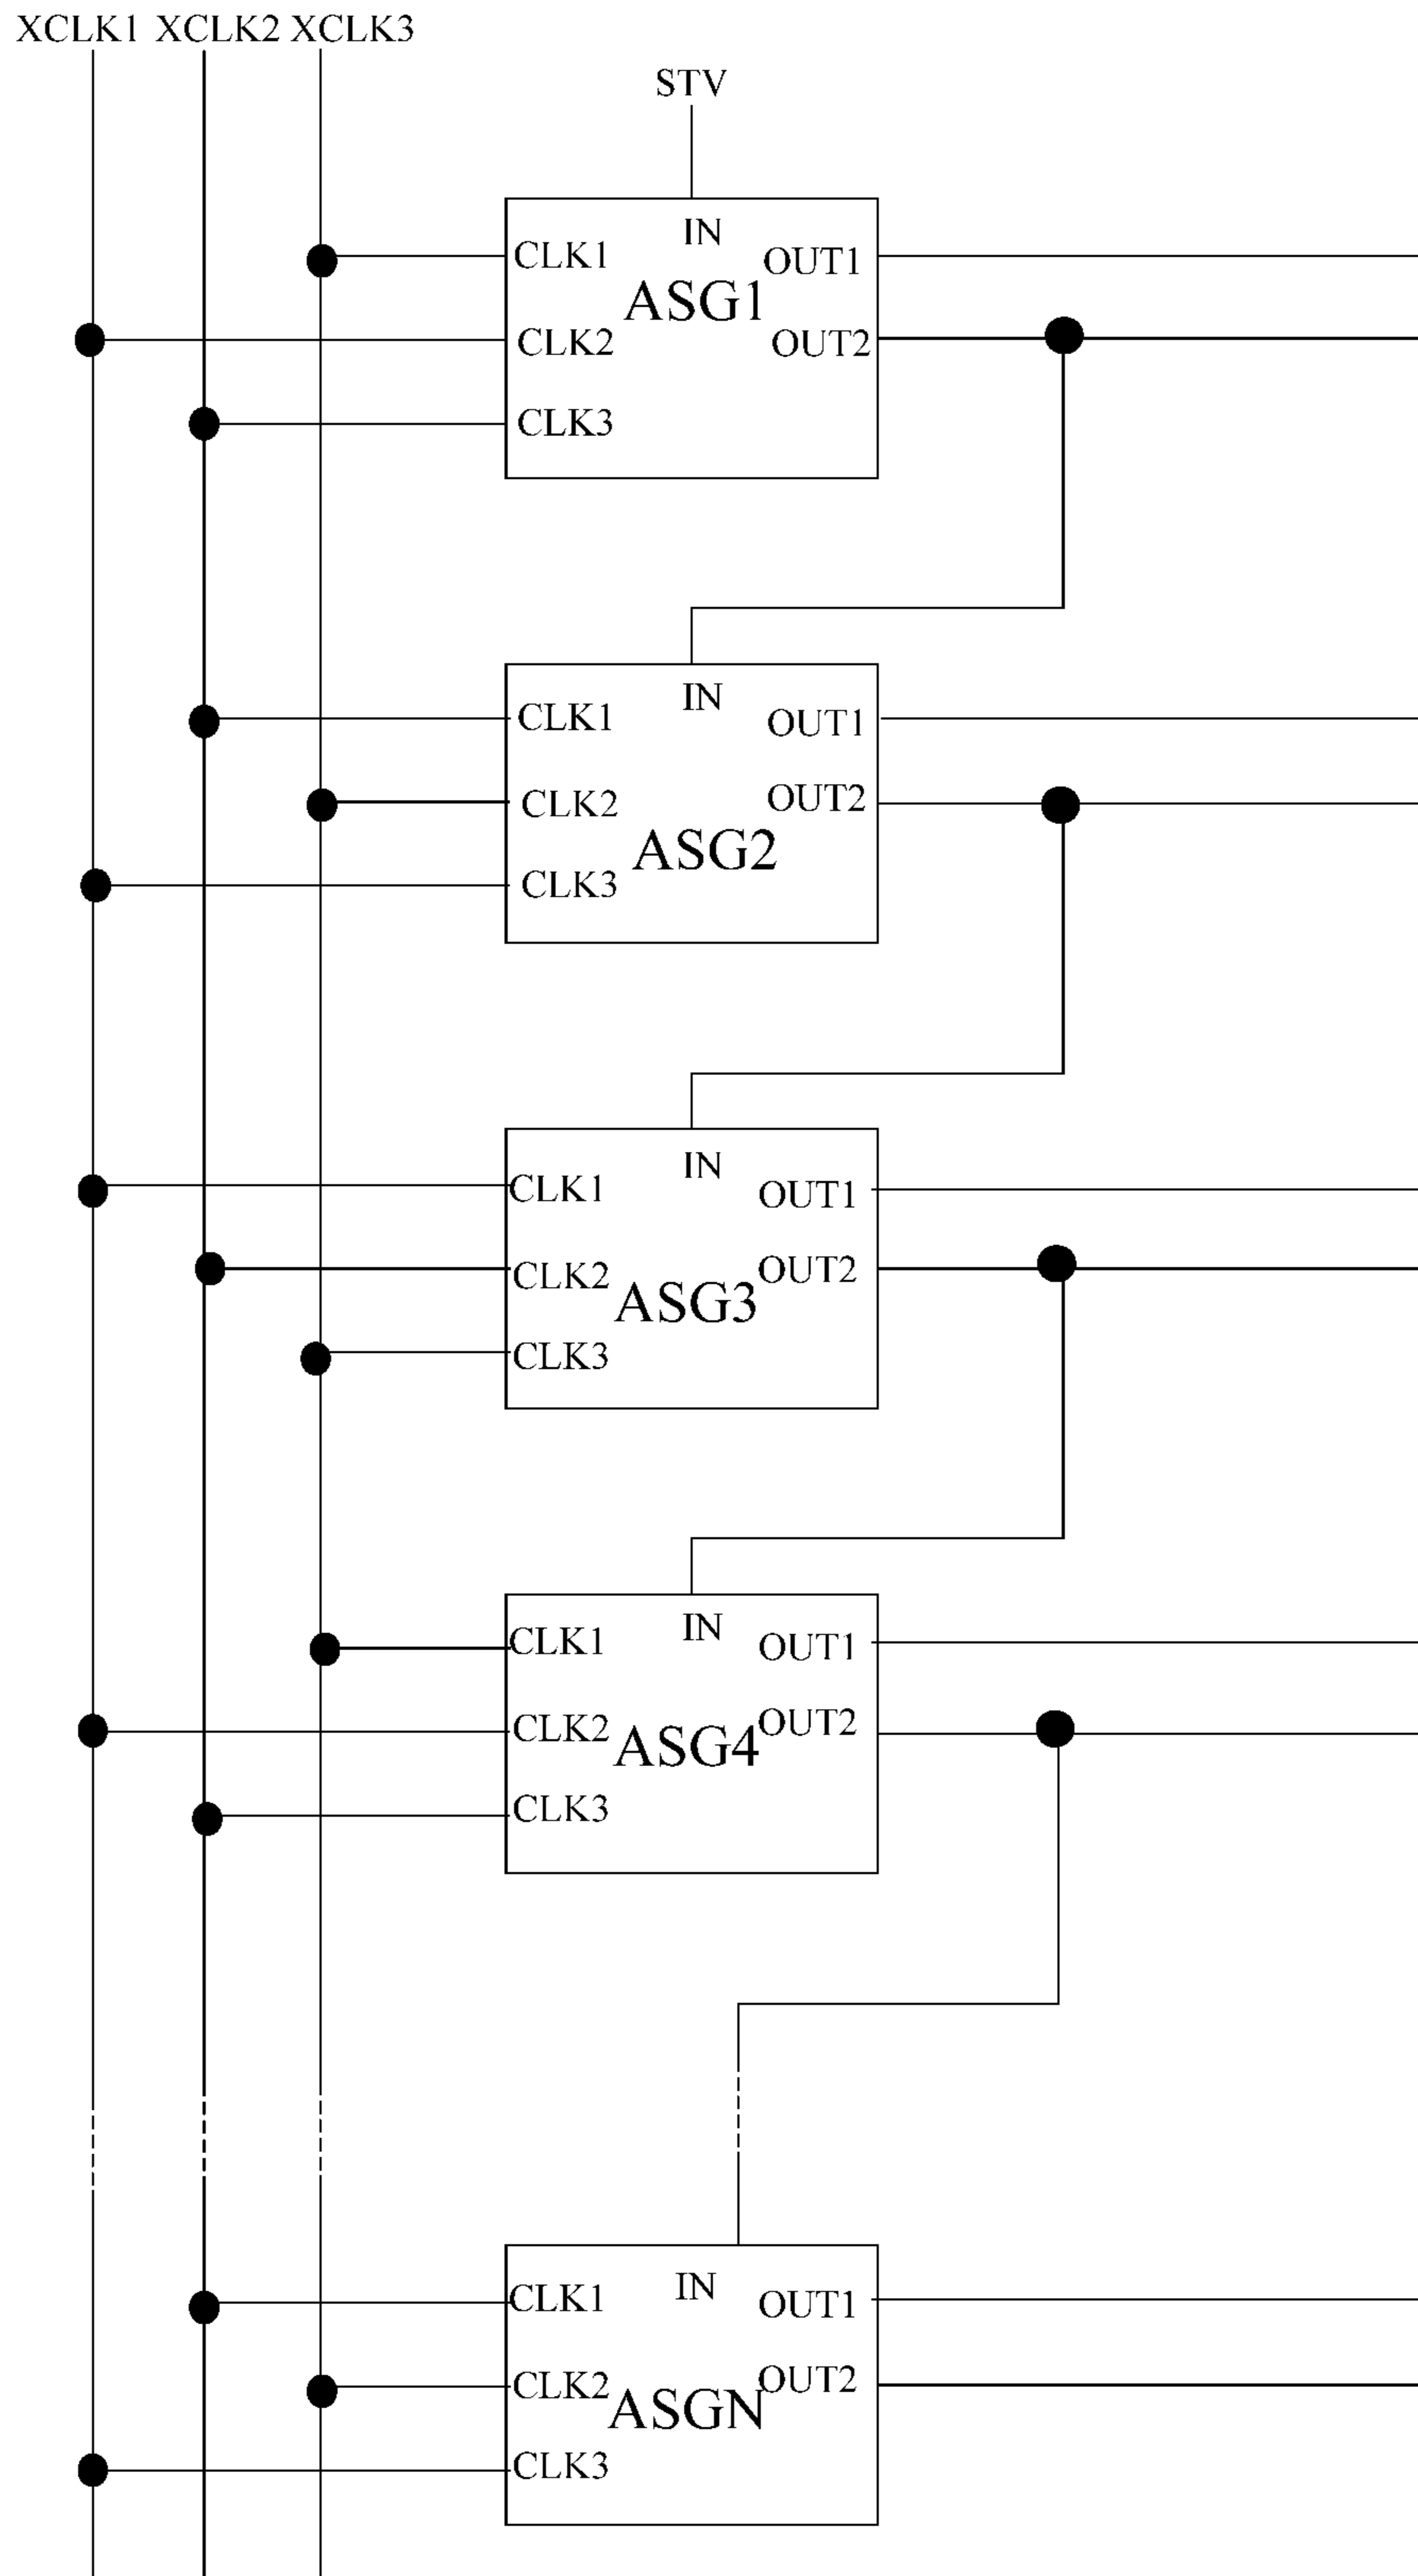 XCLK1 XCLK2 XCLK3
STV
IN
CLK1
OUT1
ASG1
CLK2
OUT2
CLK3
IN
CLK1
OUT1
CLK2
OUT2
ASG2
CLK3
IN
CLK1
OUT1
CLK2
OUT2
ASG3
CLK3
IN
CLK1
OUT1
CLK2
OUT2
ASG4
CLK3
IN
CLK1
OUT1
CLK2
OUT2
ASGN
CLK3